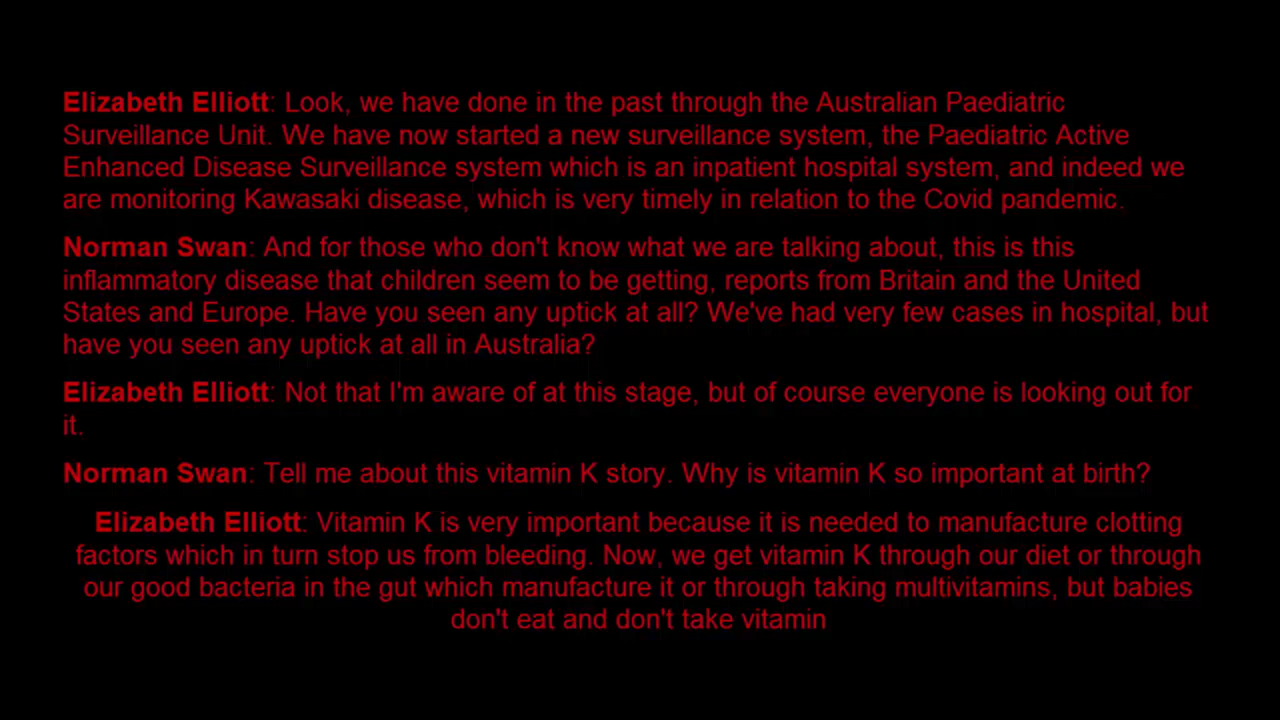 Elizabeth Elliott: Look, we have done in the past through the Australian Paediatric
Surveillance Unit. We have now started a new surveillance system, the Paediatric Active
Enhanced Disease Surveillance system which is an inpatient hospital system, and indeed we
are monitoring Kawasaki disease, which is very timely in relation to the Covid pandemic.
Norman Swan: And for those who don't know what we are talking about, this is this
inflammatory disease that children seem to be getting, reports from Britain and the United
States and Europe. Have you seen any uptick at all? We've had very few cases in hospital, but
have you seen any uptick at all in Australia?
Elizabeth Elliott: Not that I'm aware of at this stage, but of course everyone is looking out for
it.
Norman Swan: Tell me about this vitamin K story. Why is vitamin K so important at birth?
Elizabeth Elliott: Vitamin K is very important because it is needed to manufacture clotting
factors which in turn stop us from bleeding. Now, we get vitamin K through our diet or through
our good bacteria in the gut which manufacture it or through taking multivitamins, but babies
don't eat and don't take vitamin